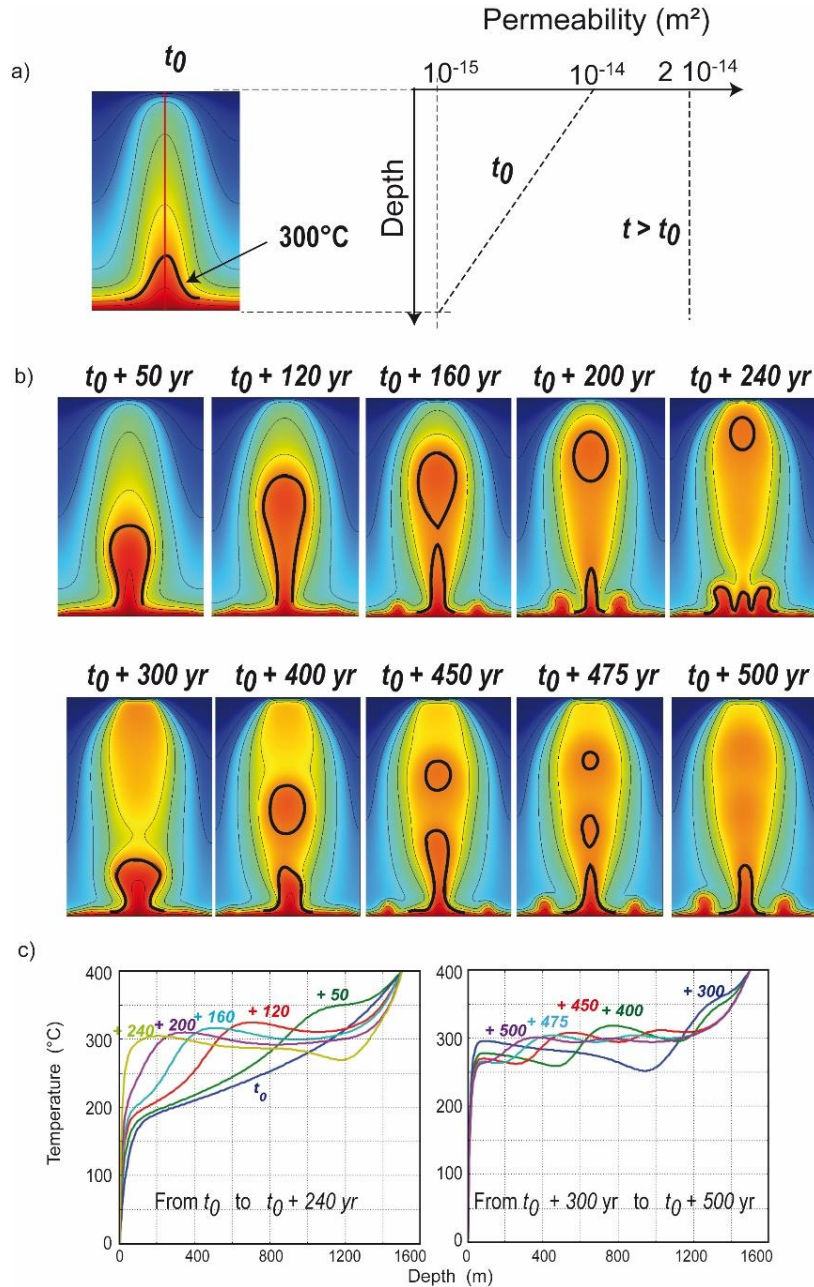 Permeability (m²)
a)
t0
10-15
10-14
2 10-14
Depth
t0
t > t0
300°C
b)
t0 + 50 yr
t0 + 120 yr
t0 + 160 yr
t0 + 200 yr
t0 + 240 yr
t0 + 300 yr
t0 + 400 yr
t0 + 450 yr
t0 + 475 yr
t0 + 500 yr
c)
400
300
200
100
0
Temperature (°C)
+ 240
+ 200
+ 160
+ 120
+ 50
t0
From t0 to t0 + 240 yr
0
400
800
1200
1600
400
300
200
100
0
+ 500
+ 475
+ 450
+ 400
+ 300
From t0 + 300 yr to t0 + 500 yr
0
400
800
1200
1600
Depth (m)